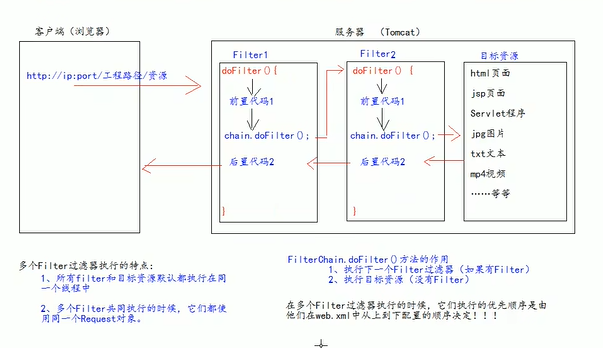 客户端（浏览器）
服务器 （Tomcat）
http://ip:port/工程路径/资源
Filter1
doFilter(){
前置代码1
chain.doFilter();
后置代码2
}
Filter2
doFilter() {
前置代码1
chain.doFilter();
后置代码2
}
目标资源
html页面
jsp页面
Servlet程序
jpg图片
txt文本
mp4视频
……等等
多个Filter过滤器执行的特点:
1、所有filter和目标资源默认都执行在同
一个线程中
2、多个Filter共同执行的时候，它们都使
用同一个Request对象。
FilterChain.doFilter()方法的作用
1、执行下一个Filter过滤器（如果有Filter）
2、执行目标资源（没有Filter）
在多个Filter过滤器执行的时候，它们执行的优先顺序是由
他们在web.xml中从上到下配置的顺序决定！！！